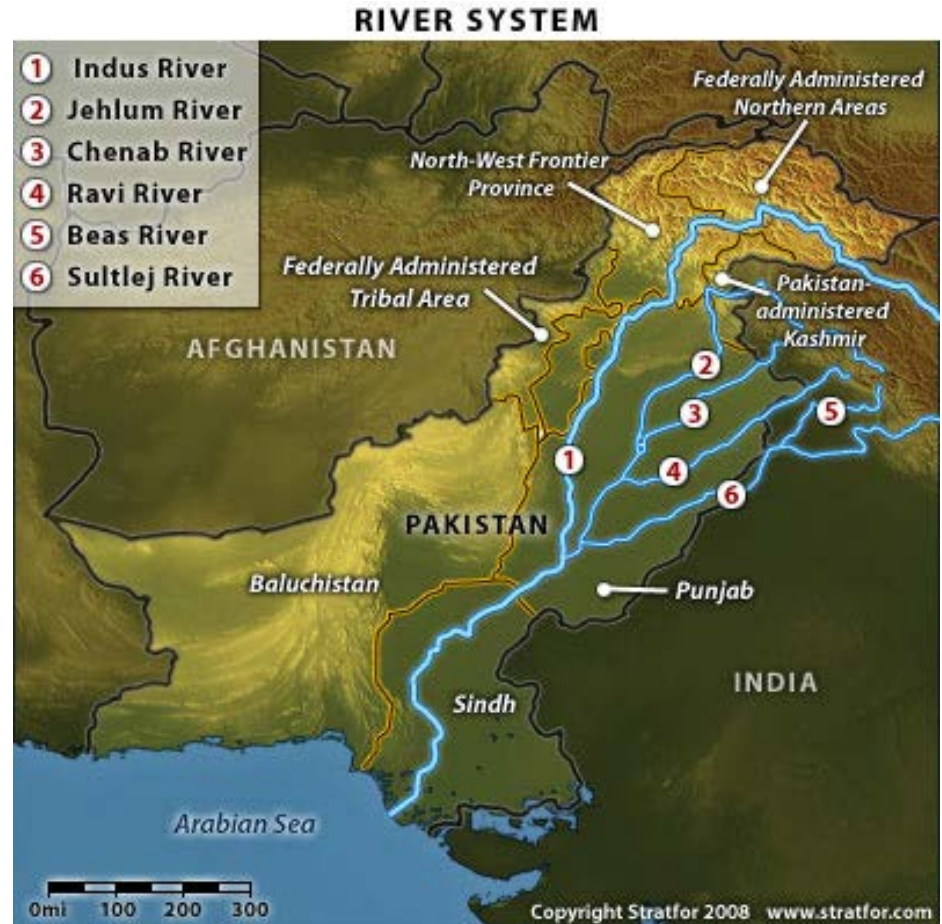 RIVER SYSTEM
1 Indus River
2 Jehlum River
3 Chenab River
4 Ravi River
5 Beas River
6 Sultlej River
Federally Administered
Northern Areas
North-West Frontier
Province
Federally Administered
Tribal Area
Pakistan-
administered
Kashmir
AFGHANISTAN
2
3
5
1
4
6
PAKISTAN
Baluchistan
Punjab
INDIA
Sindh
Arabian Sea
0mi 100 200 300
Copyright Stratfor 2008 www.stratfor.com